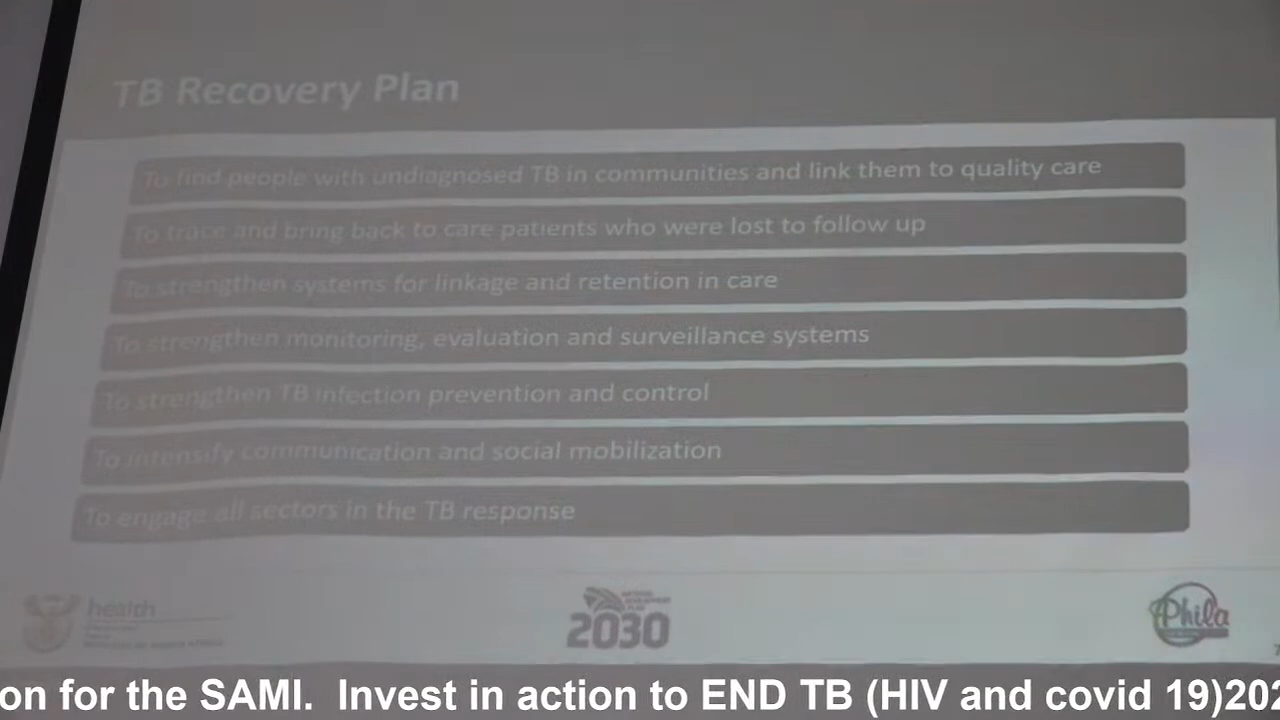 TB Recovery Plan
To find people with undiagnosed TB in communities and link them to quality care
To trace and bring back to care patients who were lost to follow up
To strengthen systems for linkage and retention in care
To strengthen monitoring, evaluation and surveillance systems
To strengthen TB infection prevention and control
To intensify communication and social mobilization
To engage all sectors in the TB response
health
2030
Phila
7
on for the SAMI.  Invest in action to END TB (HIV and covid 19)202